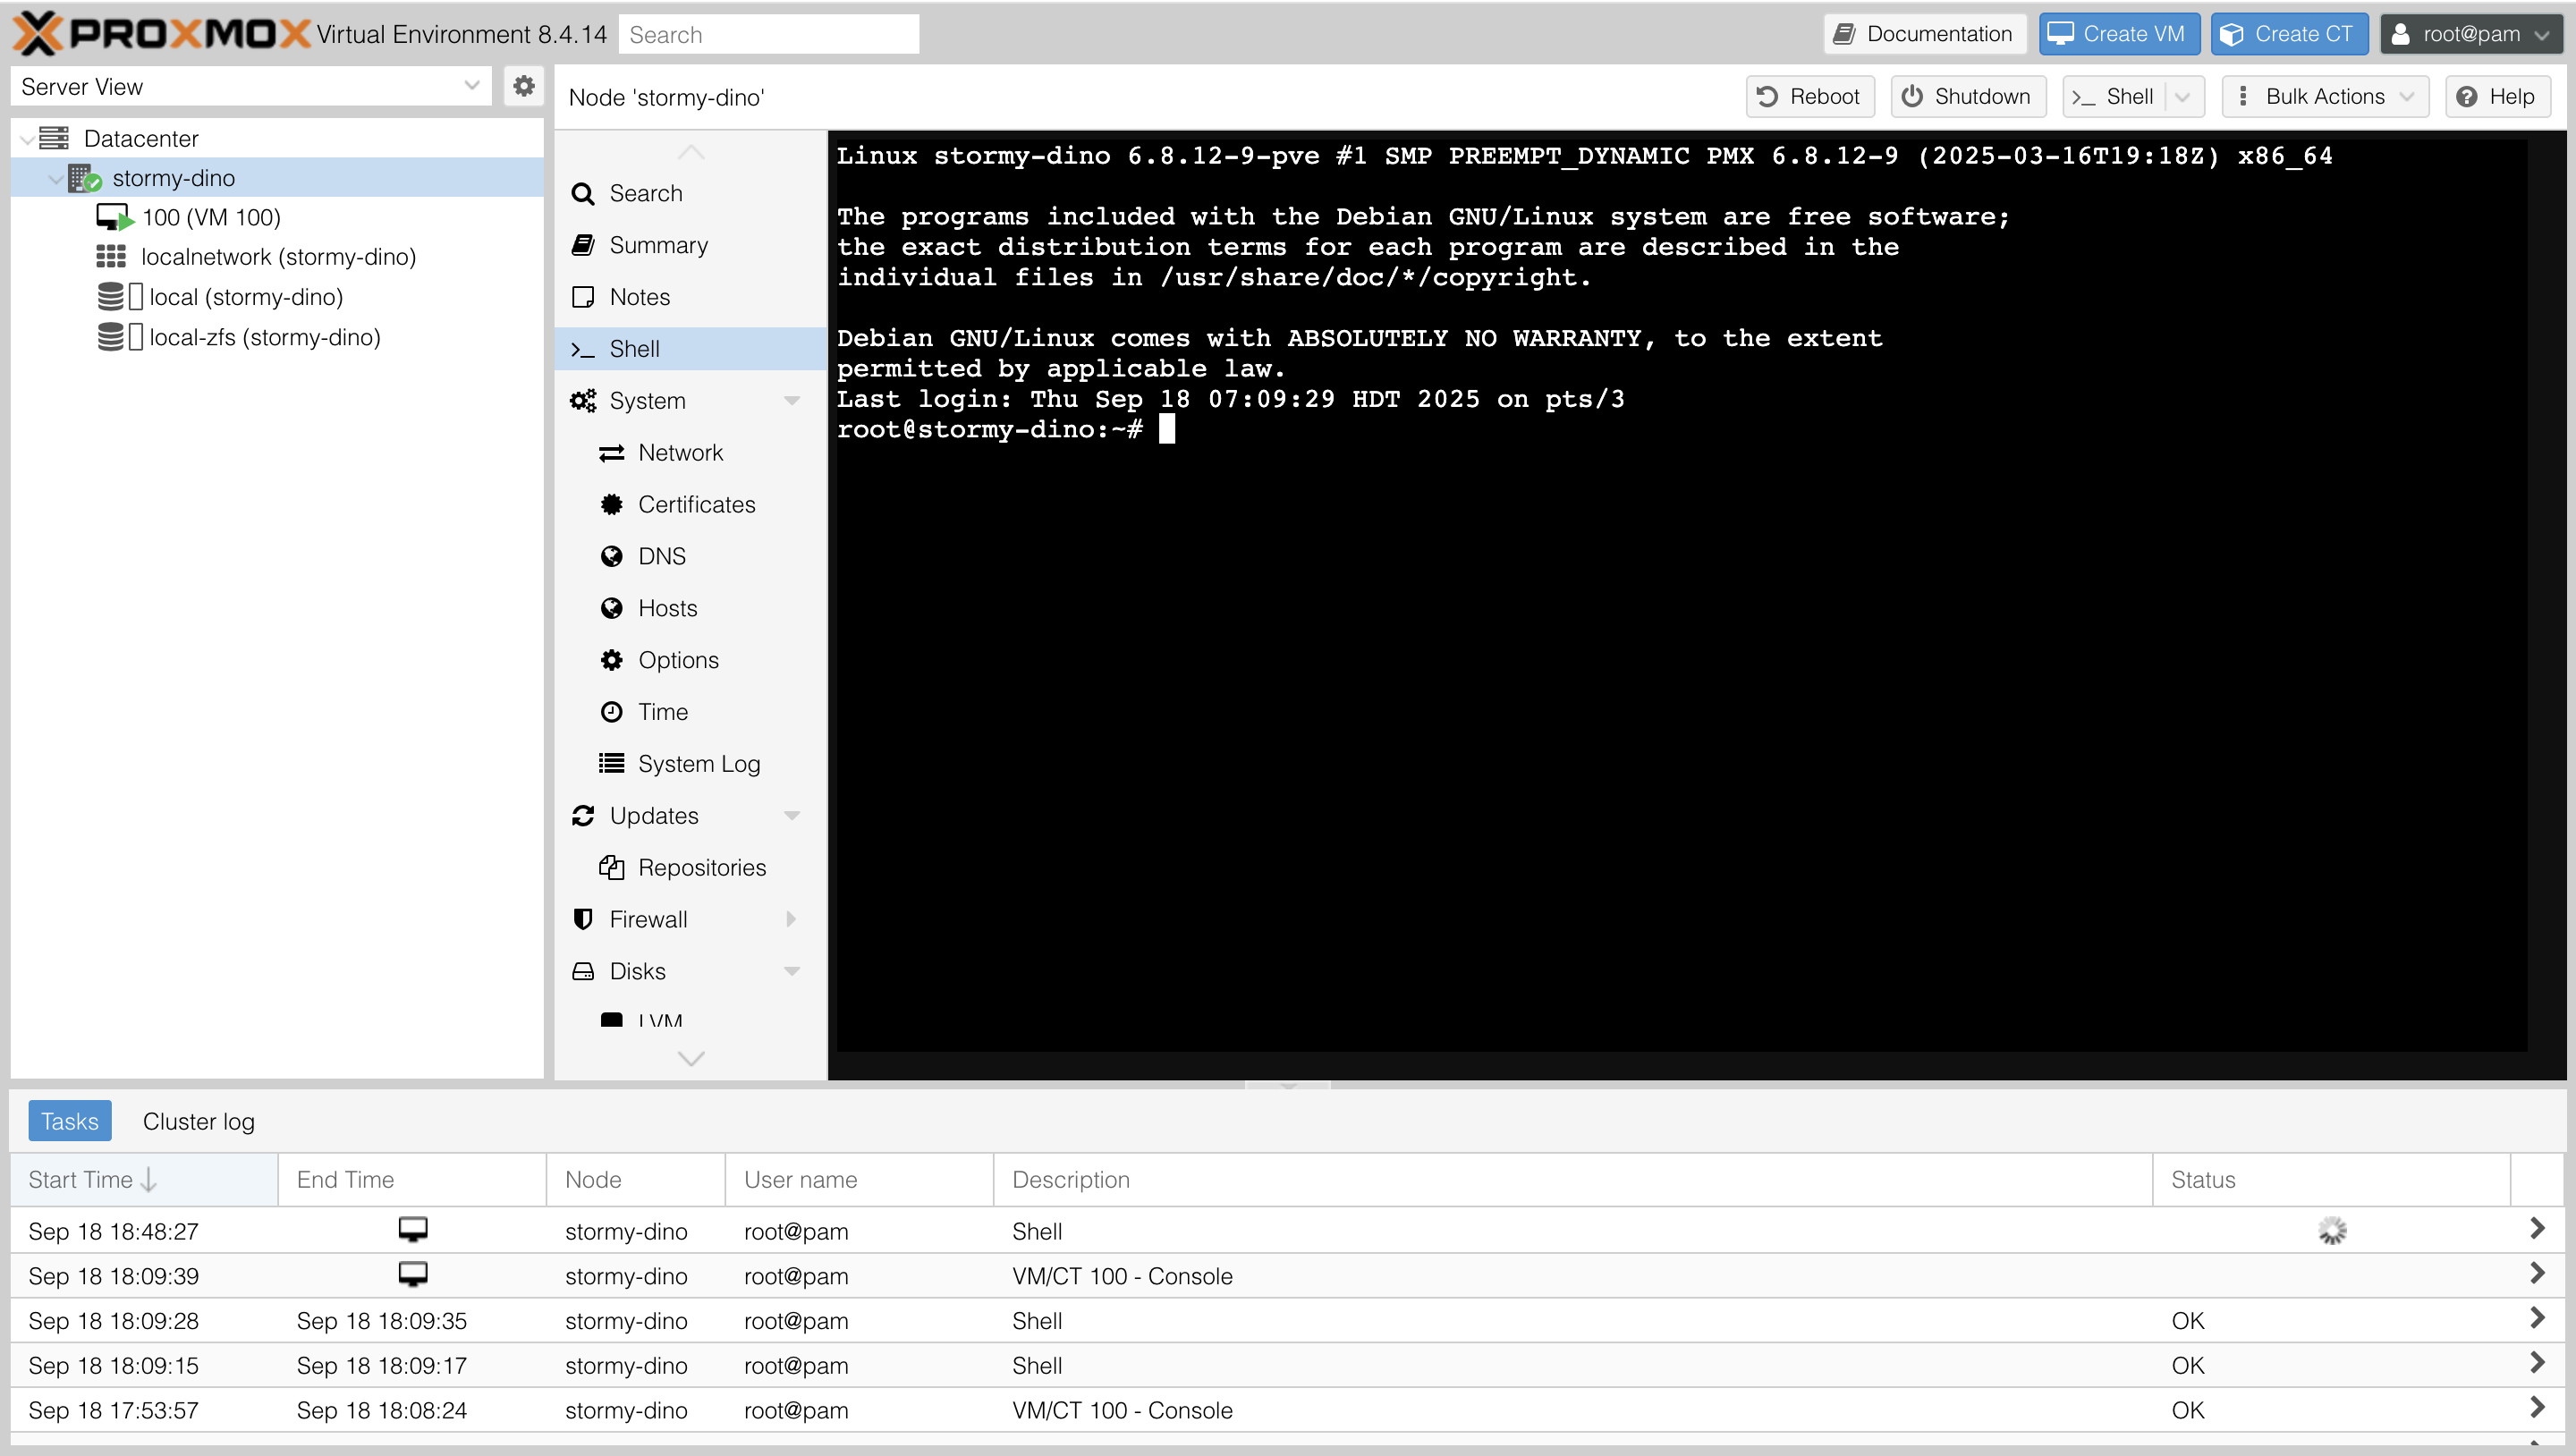 PROXMOX Virtual Environment 8.4.14 Search Documentation Create VM Create CT root@pam
Server View
Node 'stormy-dino' Reboot Shutdown Shell Bulk Actions Help
Datacenter
stormy-dino
100 (VM 100)
localnetwork (stormy-dino)
local (stormy-dino)
local-zfs (stormy-dino)
Search
Summary
Notes
Shell
System
Network
Certificates
DNS
Hosts
Options
Time
System Log
Updates
Repositories
Firewall
Disks
LVM
Linux stormy-dino 6.8.12-9-pve #1 SMP PREEMPT_DYNAMIC PMX 6.8.12-9 (2025-03-16T19:18Z) x86_64
The programs included with the Debian GNU/Linux system are free software;
the exact distribution terms for each program are described in the
individual files in /usr/share/doc/*/copyright.
Debian GNU/Linux comes with ABSOLUTELY NO WARRANTY, to the extent
permitted by applicable law.
Last login: Thu Sep 18 07:09:29 HDT 2025 on pts/3
root@stormy-dino:~#
Tasks Cluster log
Start Time End Time Node User name Description Status
Sep 18 18:48:27 stormy-dino root@pam Shell
Sep 18 18:09:39 stormy-dino root@pam VM/CT 100 - Console
Sep 18 18:09:28 Sep 18 18:09:35 stormy-dino root@pam Shell OK
Sep 18 18:09:15 Sep 18 18:09:17 stormy-dino root@pam Shell OK
Sep 18 17:53:57 Sep 18 18:08:24 stormy-dino root@pam VM/CT 100 - Console OK